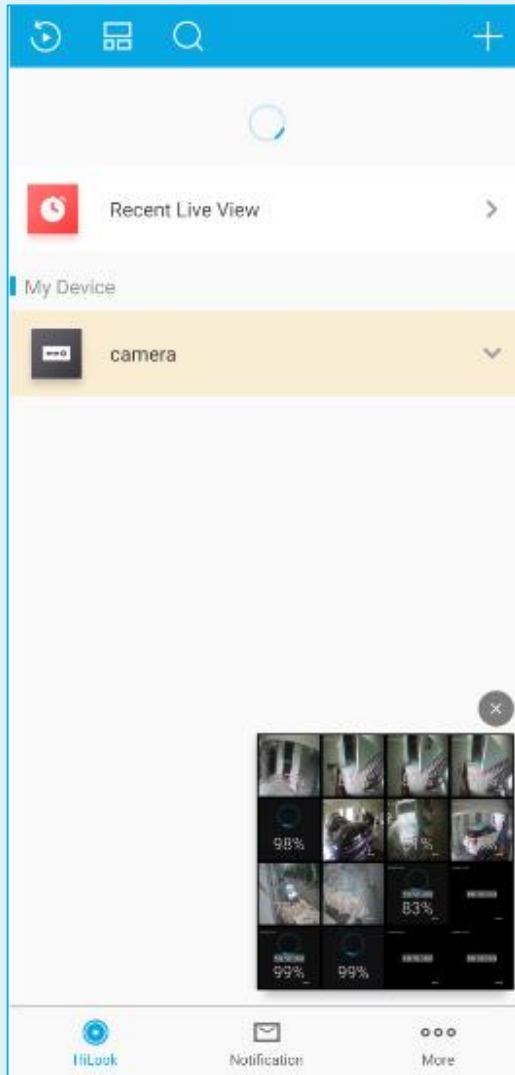 Recent Live View
My Device
camera
98%
83%
99%
99%
HiLook
Notification
More